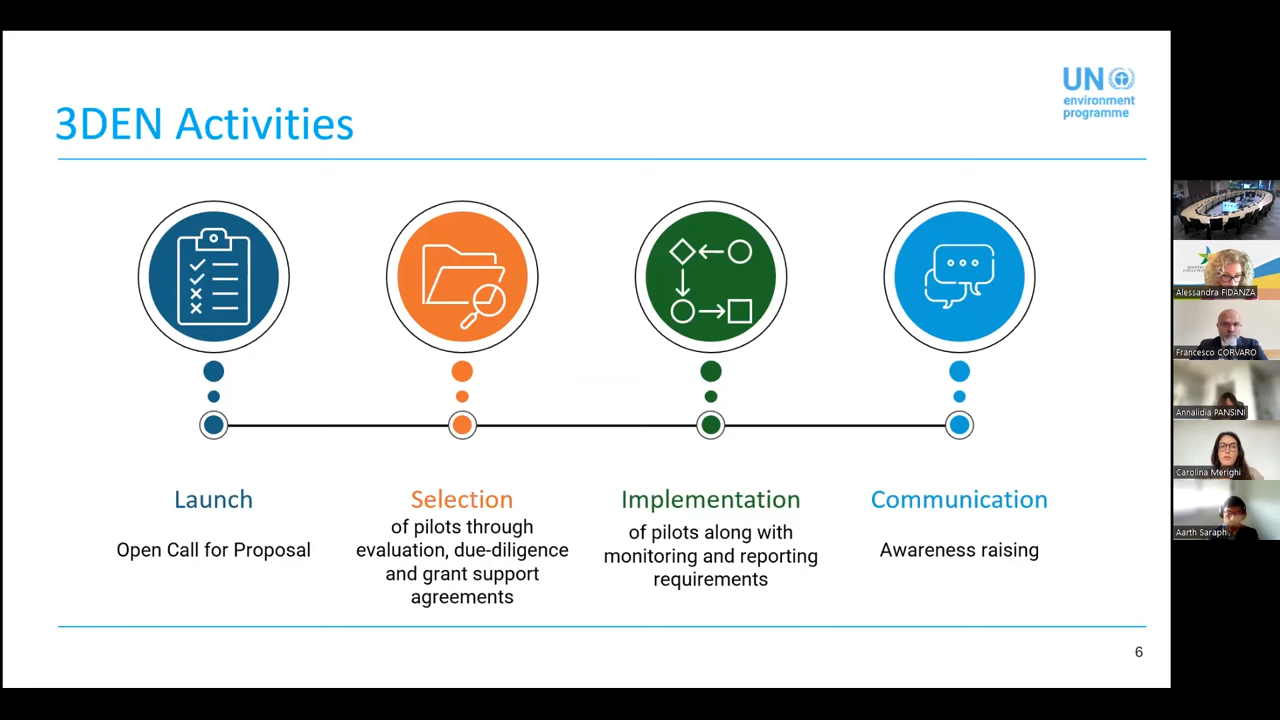 3DEN Activities
UN
environment
programme
Launch
Open Call for Proposal
Selection
of pilots through
evaluation, due-diligence
and grant support
agreements
Implementation
of pilots along with
monitoring and reporting
requirements
Communication
Awareness raising
6
Alessandra FIDANZA
Francesco CORVARO
Annalidia PANSINI
Carolina Merighi
Aarth Saraph